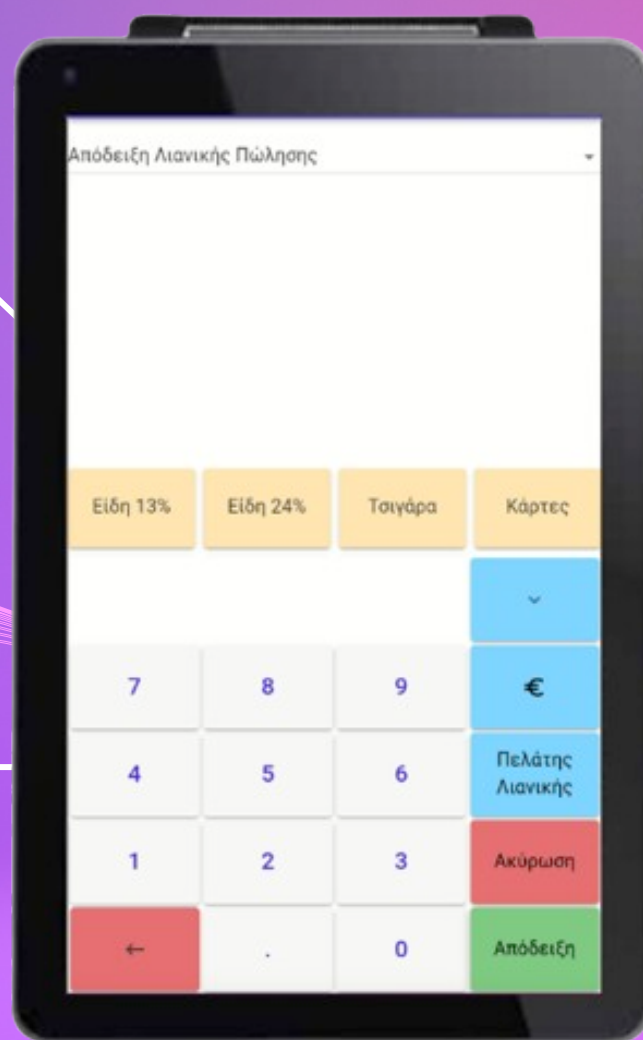 Απόδειξη Λιανικής Πώλησης
Είδη 13% Είδη 24% Τσιγάρα Κάρτες
7 8 9 €
4 5 6 Πελάτης
Λιανικής
1 2 3 Ακύρωση
← . 0 Απόδειξη